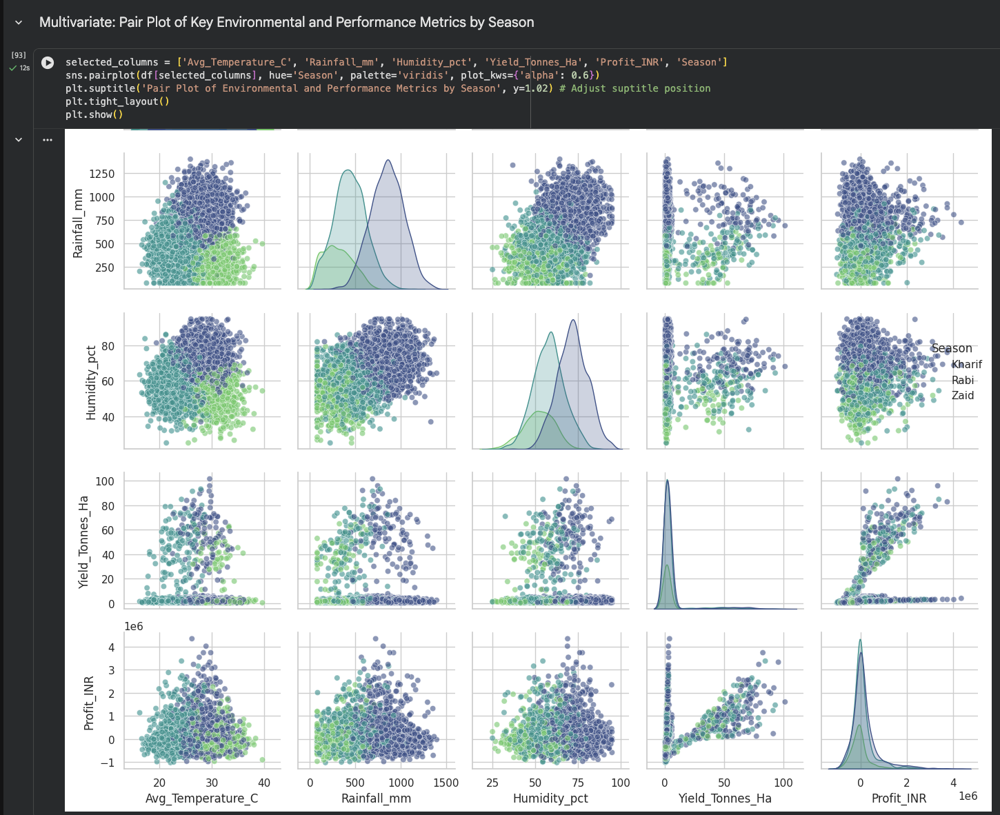 Multivariate: Pair Plot of Key Environmental and Performance Metrics by Season
[93]
12s
selected_columns = ['Avg_Temperature_C', 'Rainfall_mm', 'Humidity_pct', 'Yield_Tonnes_Ha', 'Profit_INR', 'Season']
sns.pairplot(df[selected_columns], hue='Season', palette='viridis', plot_kws={'alpha': 0.6})
plt.suptitle('Pair Plot of Environmental and Performance Metrics by Season', y=1.02) # Adjust suptitle position
plt.tight_layout()
plt.show()
Rainfall_mm
1250
1000
750
500
250
Humidity_pct
80
60
40
Season
Kharif
Rabi
Zaid
Yield_Tonnes_Ha
100
80
60
40
20
0
1e6
Profit_INR
4
3
2
1
0
−1
20 30 40
0 500 1000 1500
25 50 75 100
0 50 100
0 2 4
1e6
Avg_Temperature_C
Rainfall_mm
Humidity_pct
Yield_Tonnes_Ha
Profit_INR